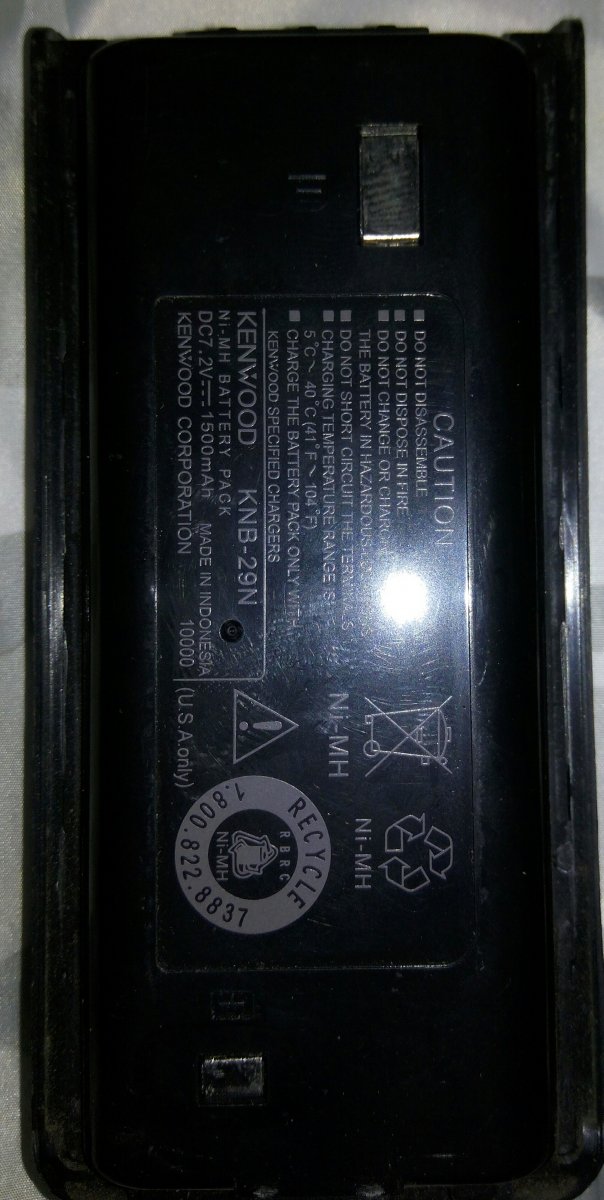 CAUTION
DO NOT DISASSEMBLE
DO NOT DISPOSE IN FIRE
DO NOT CHANGE OR
THE BATTERY IN HAZARDOUS
DO NOT SHORT CIRCUIT THE TERMINALS
CHARGING TEMPERATURE RANGE IS
5°C~ 40°C(41°F~ 104°F)
CHARGE THE BATTERY PACK ONLY WITH
KENWOOD SPECIFIED CHARGERS
KENWOOD KNB-29N
Ni-MH BATTERY PACK
DC7.2V 1500mAh MADE IN INDONESIA
KENWOOD CORPORATION 10000
(U.S.A.only)
Ni-MH
Ni-MH
RECYCLE
RBRC
Ni-MH
1.800.822.8837